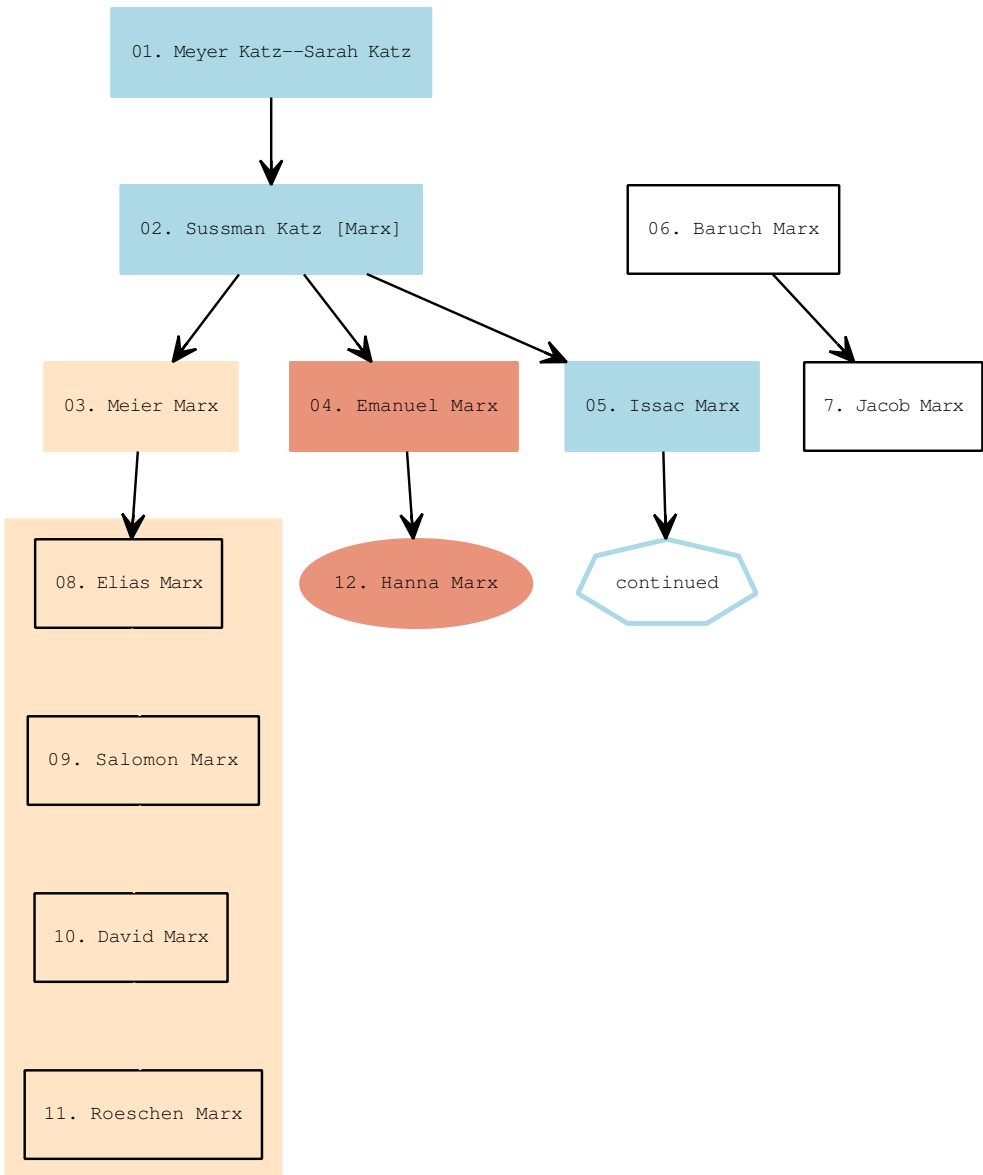 01. Meyer Katz--Sarah Katz
02. Sussman Katz [Marx]
06. Baruch Marx
03. Meier Marx
04. Emanuel Marx
05. Issac Marx
7. Jacob Marx
08. Elias Marx
12. Hanna Marx
continued
09. Salomon Marx
10. David Marx
11. Roeschen Marx